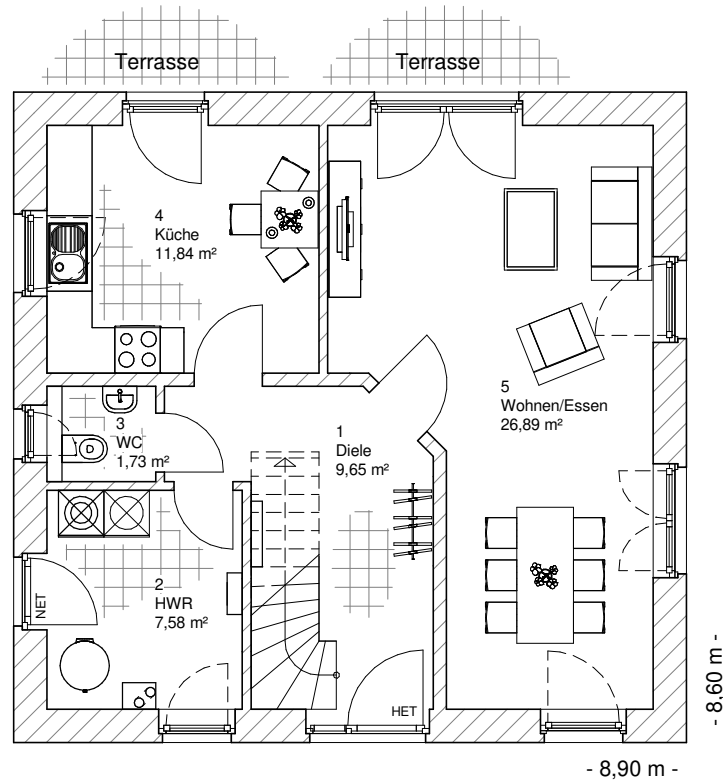 Terrasse
Terrasse
4
Küche
11,84 m²
5
Wohnen/Essen
26,89 m²
3
WC
1,73 m²
1
Diele
9,65 m²
2
HWR
7,58 m²
NET
HET
- 8,60 m -
- 8,90 m -